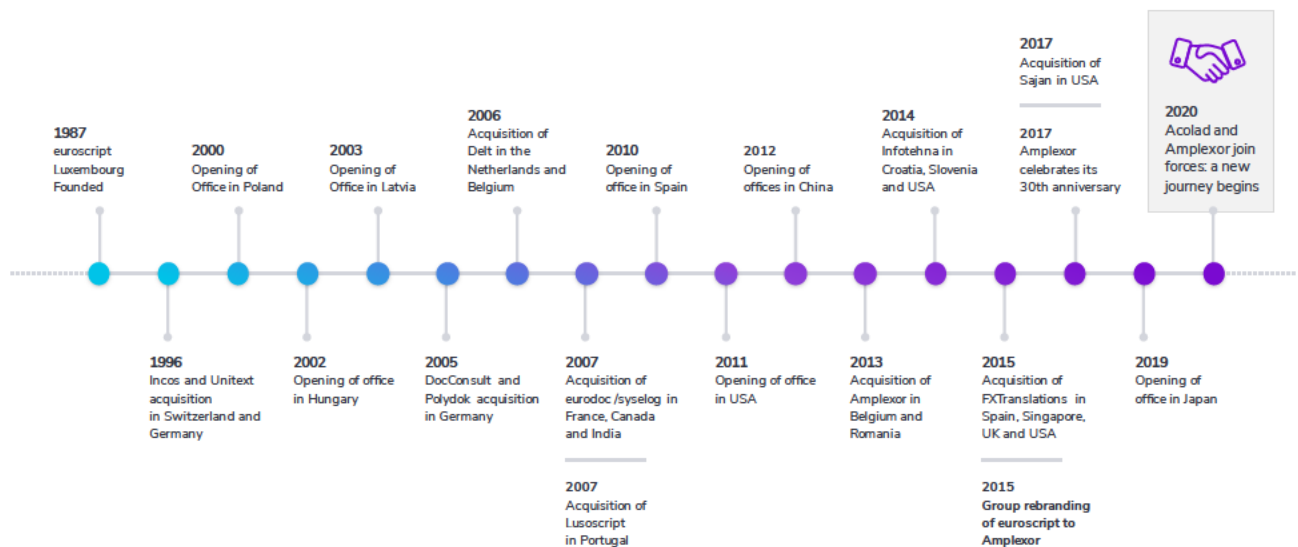 1987
euroscript
Luxembourg
Founded
1996
Incos and Unitext
acquisition
in Switzerland and
Germany
2000
Opening of
Office in Poland
2002
Opening of office
in Hungary
2003
Opening of
Office in Latvia
2005
DocConsult and
Polydok acquisition
in Germany
2006
Acquisition of
Delt in the
Netherlands and
Belgium
2007
Acquisition of
eurodoc /syselog in
France, Canada
and India
2007
Acquisition of
Lusoscript
in Portugal
2010
Opening of
office in Spain
2011
Opening of office
in USA
2012
Opening of
offices in China
2013
Acquisition of
Amplexor in
Belgium and
Romania
2014
Acquisition of
Infotehna in
Croatia, Slovenia
and USA
2015
Acquisition of
FXTranslations in
Spain, Singapore,
UK and USA
2015
Group rebranding
of euroscript to
Amplexor
2017
Acquisition of
Sajan in USA
2017
Amplexor
celebrates its
30th anniversary
2019
Opening of
office in Japan
2020
Acolad and
Amplexor join
forces: a new
journey begins